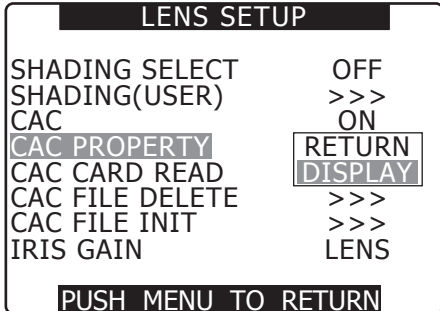 LENS SETUP
SHADING SELECT OFF
SHADING(USER) >>>
CAC ON
CAC PROPERTY RETURN
CAC CARD READ DISPLAY
CAC FILE DELETE >>>
CAC FILE INIT >>>
IRIS GAIN LENS
PUSH MENU TO RETURN